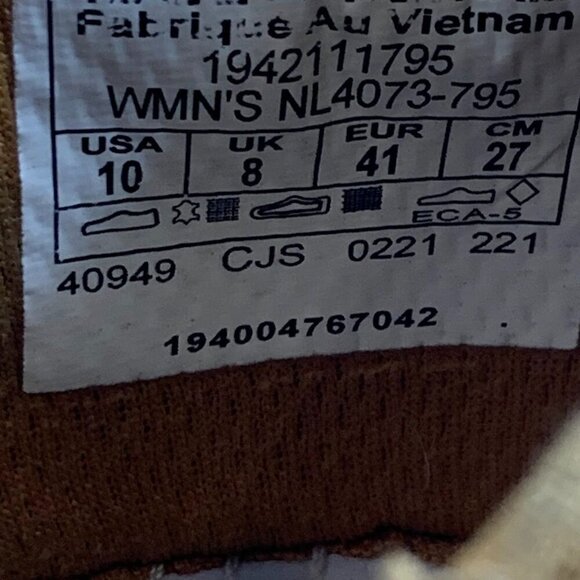 Fabrique Au Vietnam
1942111795
WMN'S NL4073-795
USA UK EUR CM
10 8 41 27
ECA-5
40949 CJS 0221 221
194004767042